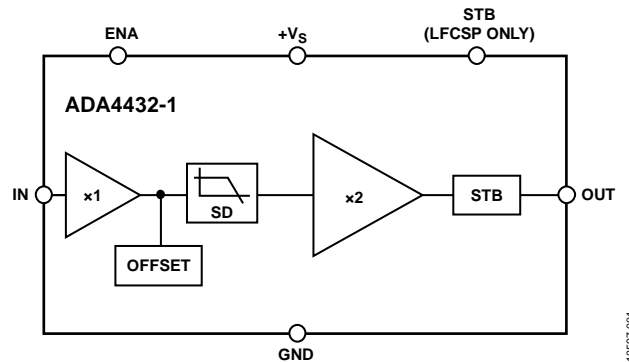 ENA
+VS
STB
(LFCSP ONLY)
ADA4432-1
IN
×1
SD
×2
STB
OUT
OFFSET
GND